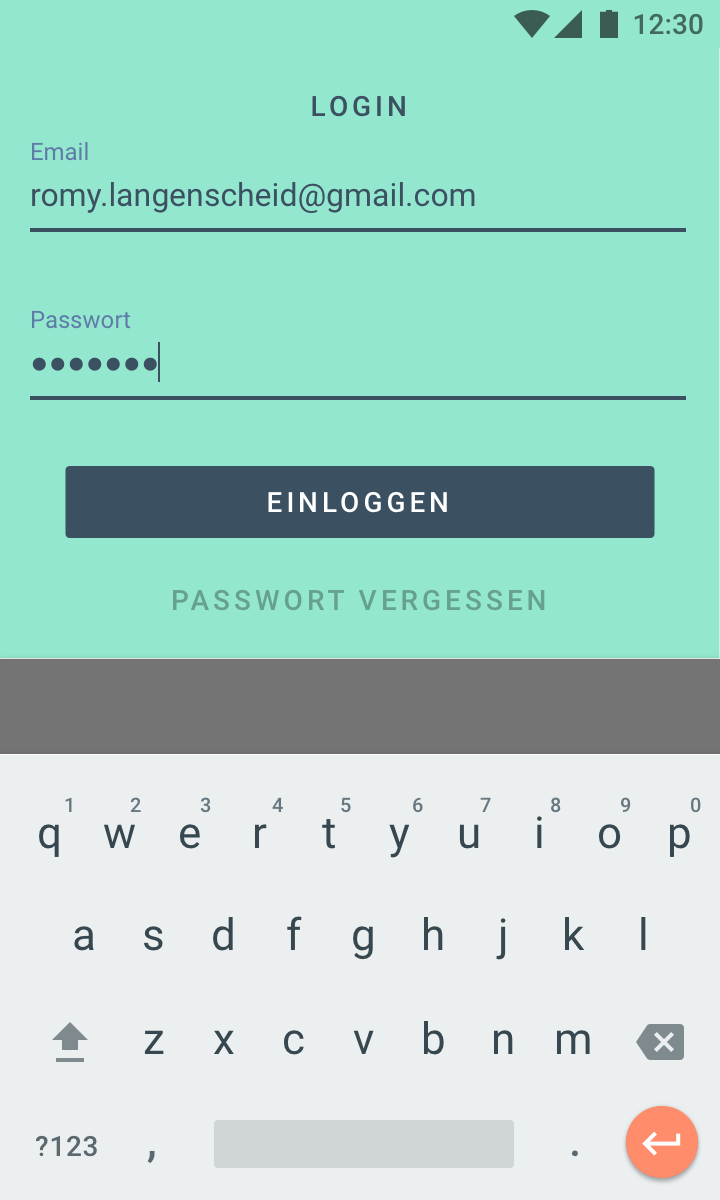 12:30
LOGIN
Email
romy.langenscheid@gmail.com
Passwort
•••••••
EINLOGGEN
PASSWORT VERGESSEN
1 2 3 4 5 6 7 8 9 0
q w e r t y u i o p
a s d f g h j k l
z x c v b n m
?123 , .